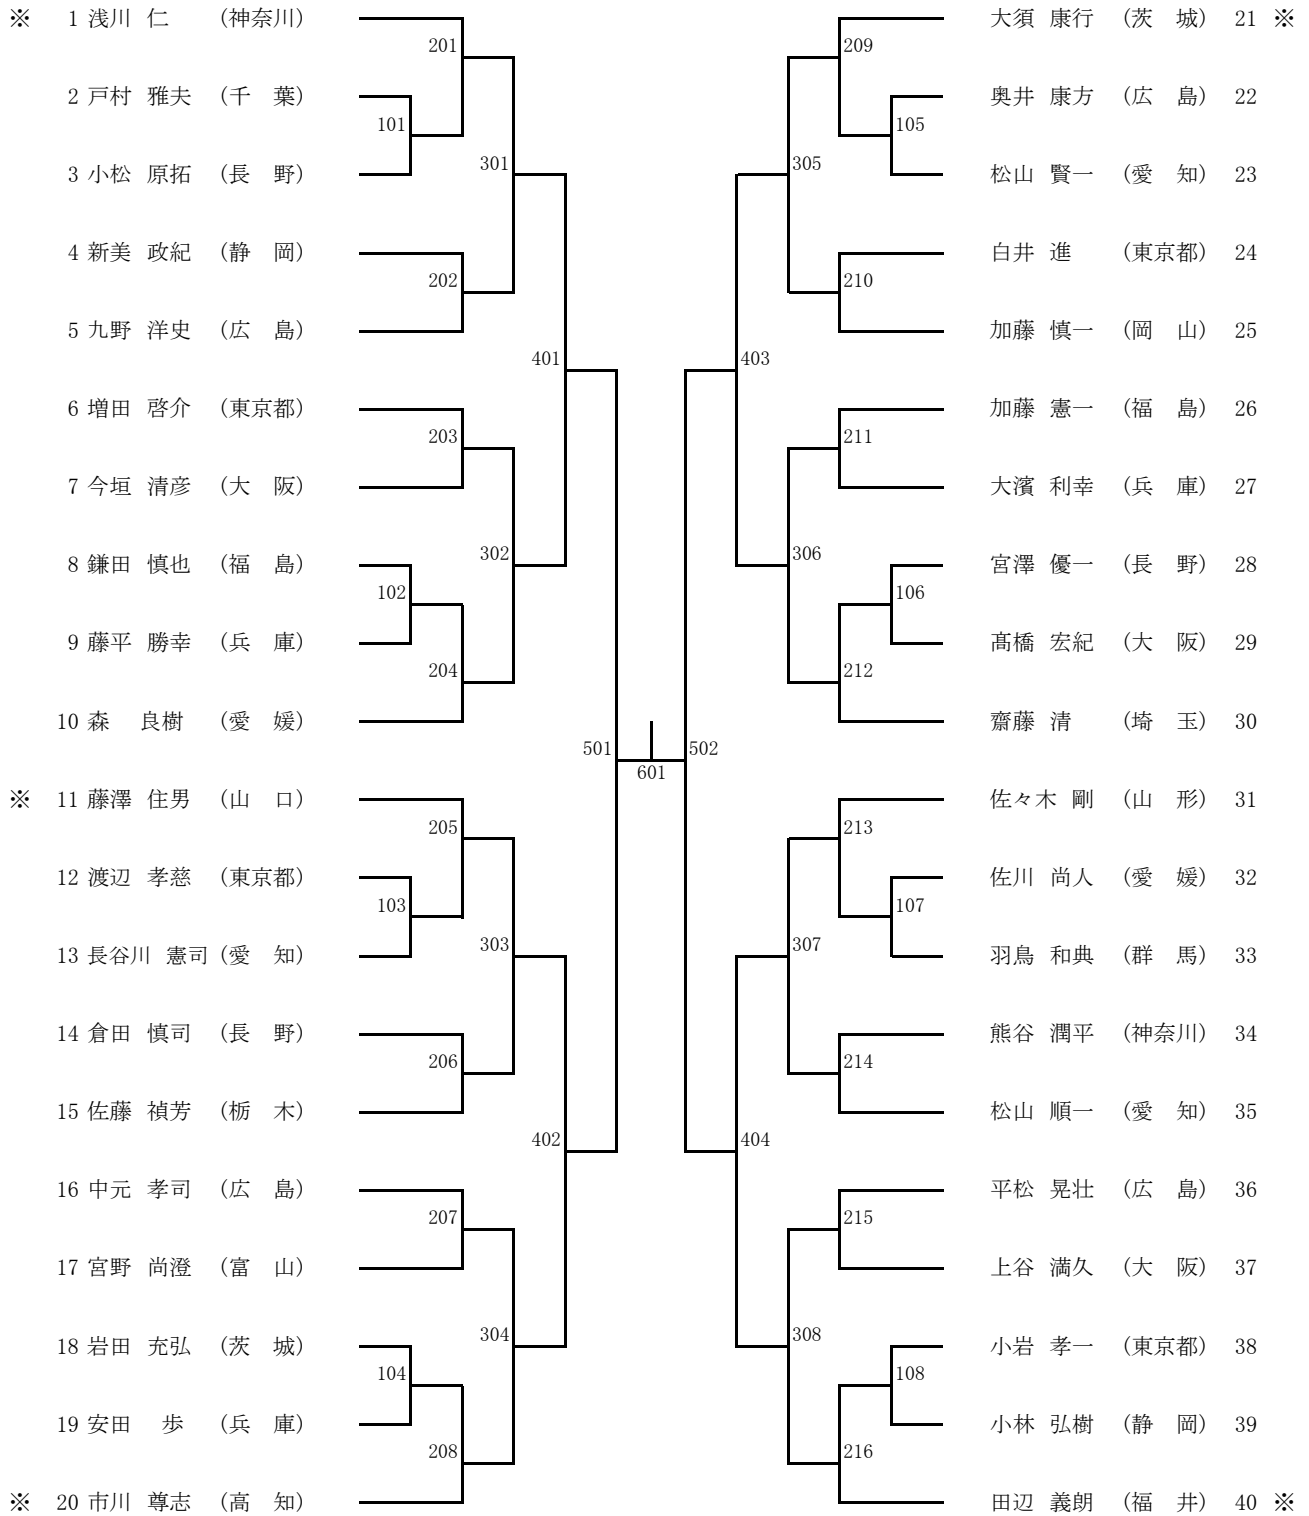 ※ 1 浅川 仁 (神奈川)
201
2 戸村 雅夫 (千 葉)
101
301
3 小松 原拓 (長 野)
4 新美 政紀 (静 岡)
202
5 九野 洋史 (広 島)
401
6 増田 啓介 (東京都)
203
7 今垣 清彦 (大 阪)
302
8 鎌田 慎也 (福 島)
102
9 藤平 勝幸 (兵 庫)
204
10 森 良樹 (愛 媛)
501
601
※ 11 藤澤 住男 (山 口)
205
12 渡辺 孝慈 (東京都)
103
303
13 長谷川 憲司 (愛 知)
14 倉田 慎司 (長 野)
206
15 佐藤 禎芳 (栃 木)
402
16 中元 孝司 (広 島)
207
17 宮野 尚澄 (富 山)
304
18 岩田 充弘 (茨 城)
104
19 安田 歩 (兵 庫)
208
※ 20 市川 尊志 (高 知)
大須 康行 (茨 城) 21 ※
209
奥井 康方 (広 島) 22
105
305
松山 賢一 (愛 知) 23
白井 進 (東京都) 24
210
加藤 慎一 (岡 山) 25
403
加藤 憲一 (福 島) 26
211
大濱 利幸 (兵 庫) 27
306
宮澤 優一 (長 野) 28
106
髙橋 宏紀 (大 阪) 29
212
齋藤 清 (埼 玉) 30
502
佐々木 剛 (山 形) 31
213
佐川 尚人 (愛 媛) 32
107
307
羽鳥 和典 (群 馬) 33
熊谷 潤平 (神奈川) 34
214
松山 順一 (愛 知) 35
404
平松 晃壮 (広 島) 36
215
上谷 満久 (大 阪) 37
308
小岩 孝一 (東京都) 38
108
小林 弘樹 (静 岡) 39
216
田辺 義朗 (福 井) 40 ※